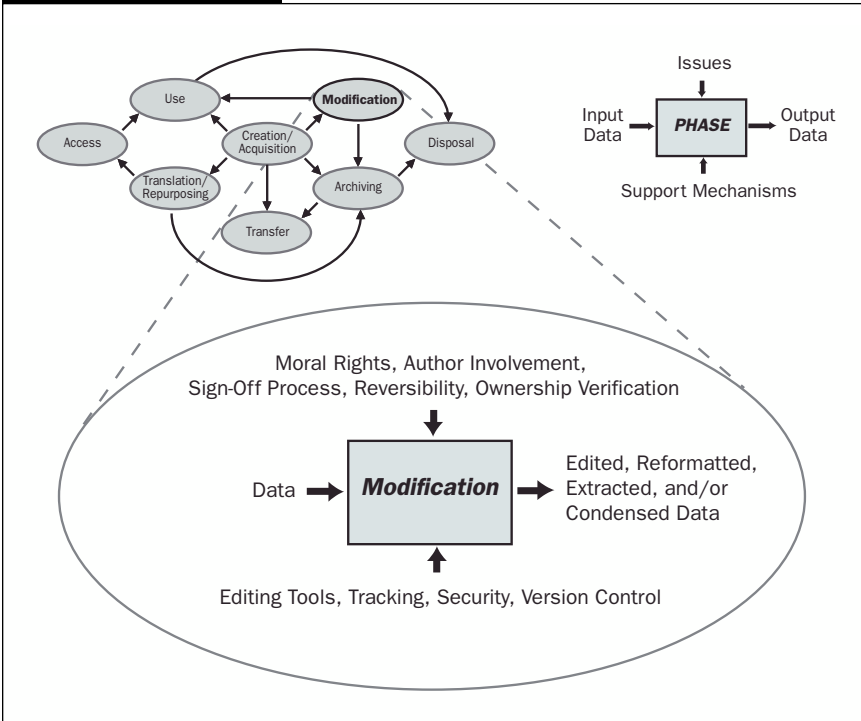 Issues
Use
Modification
Input
Data
PHASE
Output
Data
Access
Creation/
Acquisition
Disposal
Translation/
Repurposing
Archiving
Support Mechanisms
Transfer
Moral Rights, Author Involvement,
Sign-Off Process, Reversibility, Ownership Verification
Data
Modification
Edited, Reformatted,
Extracted, and/or
Condensed Data
Editing Tools, Tracking, Security, Version Control